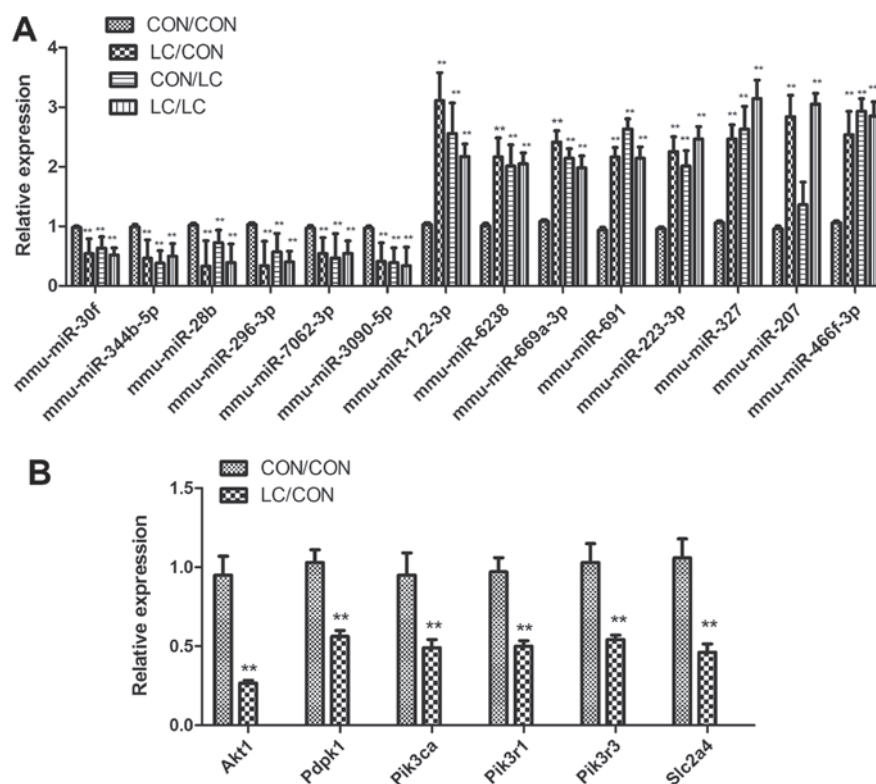 A
CON/CON
LC/CON
CON/LC
LC/LC
Relative expression
4
3
2
1
0
** ** **
** ** **
** ** **
** ** **
** ** **
** ** **
** ** **
** ** **
** ** **
** ** **
** ** **
** ** **
** **
** ** **
mmu-miR-30f
mmu-miR-344b-5p
mmu-miR-28b
mmu-miR-296-3p
mmu-miR-7062-3p
mmu-miR-3090-5p
mmu-miR-122-3p
mmu-miR-6238
mmu-miR-669a-3p
mmu-miR-691
mmu-miR-223-3p
mmu-miR-327
mmu-miR-207
mmu-miR-466f-3p
B
CON/CON
LC/CON
Relative expression
1.5
1.0
0.5
0.0
**
**
**
**
**
**
Akt1
Pdpk1
Pik3ca
Pik3r1
Pik3r3
Slc2a4